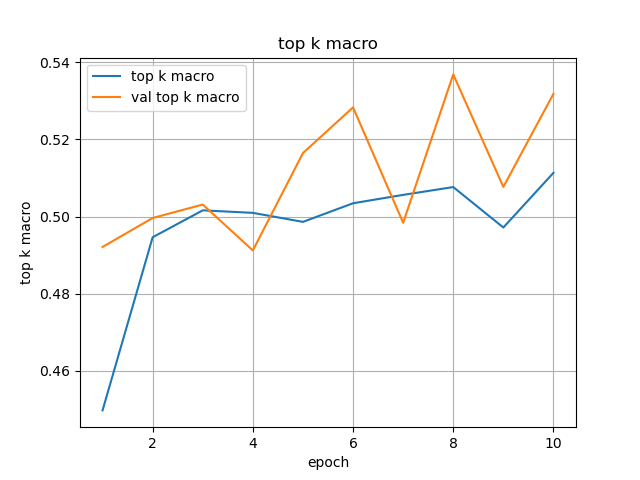 top k macro
0.54
0.52
0.50
0.48
0.46
top k macro
top k macro
val top k macro
2 4 6 8 10
epoch